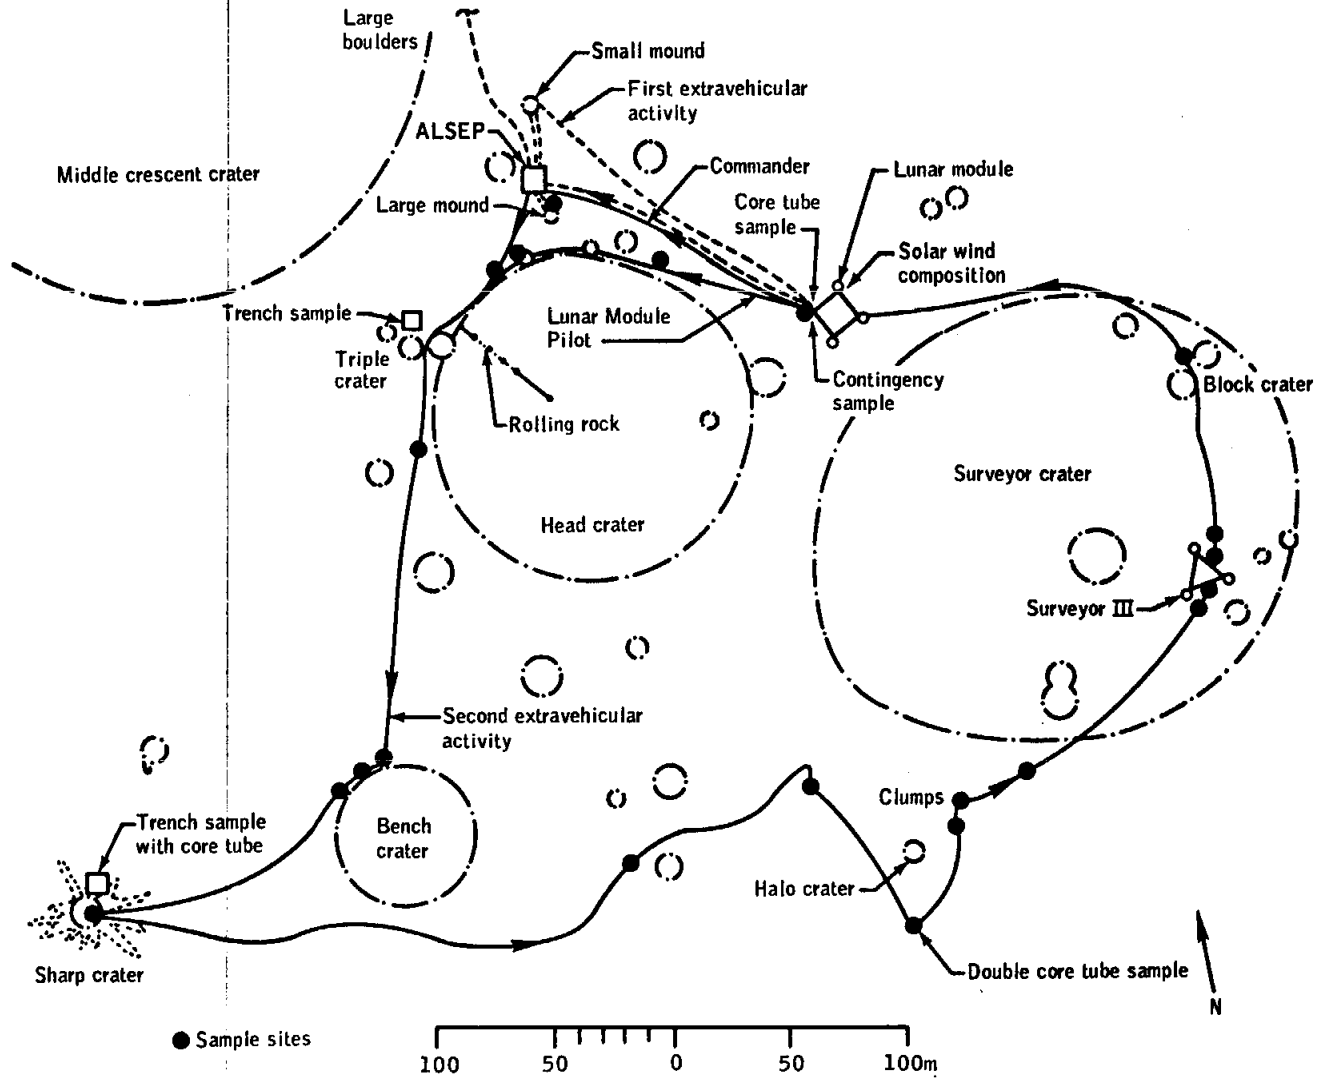 Large
boulders
Small mound
First extravehicular
activity
ALSEP
Middle crescent crater
Commander
Lunar module
Large mound
Core tube
sample
Solar wind
composition
Trench sample
Lunar Module
Pilot
Triple
crater
Contingency
sample
Block crater
Rolling rock
Surveyor crater
Head crater
Surveyor III
Second extravehicular
activity
Clumps
Trench sample
with core tube
Bench
crater
Halo crater
Sharp crater
Double core tube sample
N
Sample sites
100 50 0 50 100m